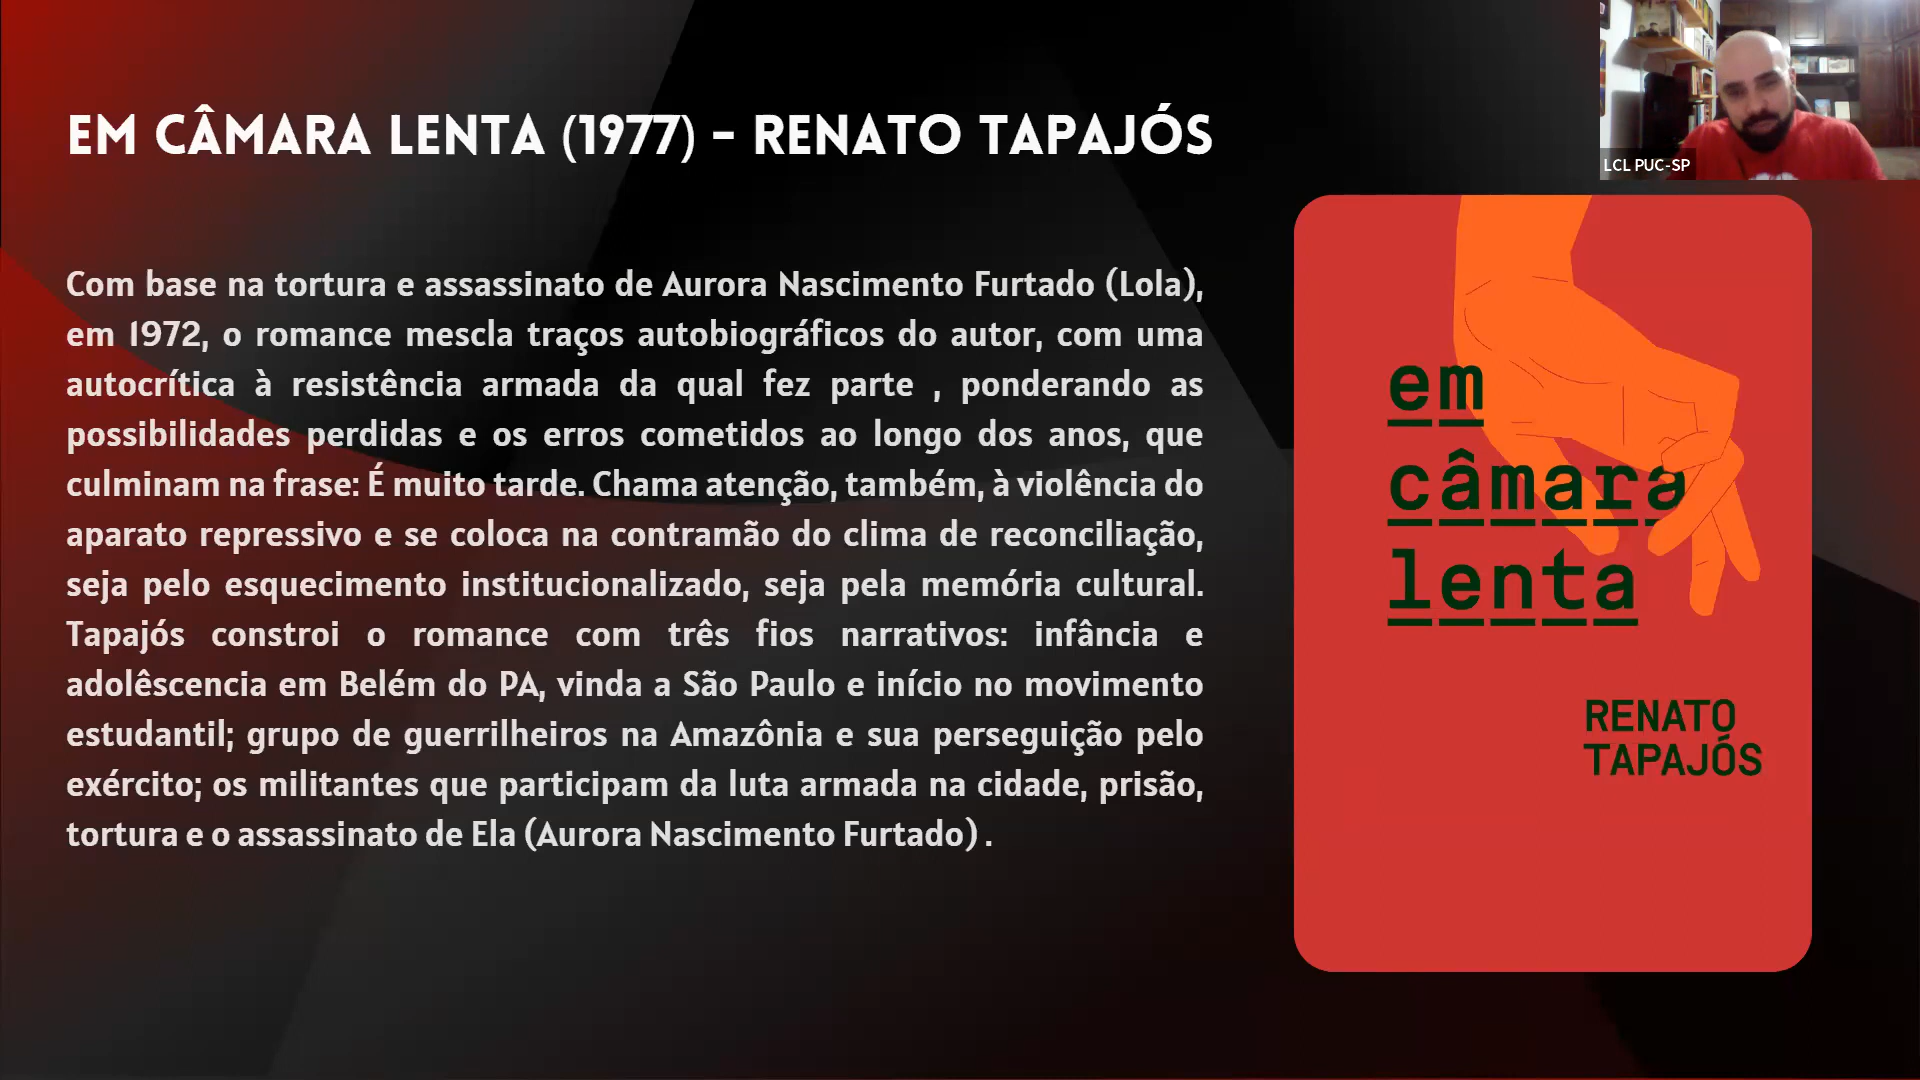 EM CÂMARA LENTA (1977) - RENATO TAPAJÓS
LCL PUC-SP
Com base na tortura e assassinato de Aurora Nascimento Furtado (Lola),
em 1972, o romance mescla traços autobiográficos do autor, com uma
autocrítica à resistência armada da qual fez parte , ponderando as
possibilidades perdidas e os erros cometidos ao longo dos anos, que
culminam na frase: É muito tarde. Chama atenção, também, à violência do
aparato repressivo e se coloca na contramão do clima de reconciliação,
seja pelo esquecimento institucionalizado, seja pela memória cultural.
Tapajós constroi o romance com três fios narrativos: infância e
adolêscencia em Belém do PA, vinda a São Paulo e início no movimento
estudantil; grupo de guerrilheiros na Amazônia e sua perseguição pelo
exército; os militantes que participam da luta armada na cidade, prisão,
tortura e o assassinato de Ela (Aurora Nascimento Furtado) .
em
câmara
lenta
RENATO
TAPAJÓS